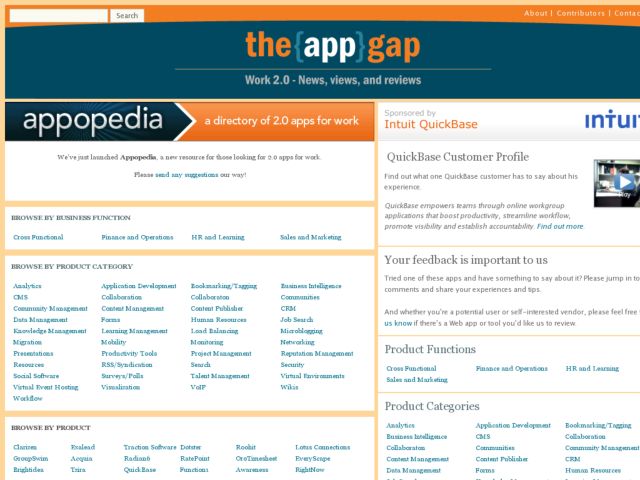 Search
About | Contributors | Contac
the{app}gap
Work 2.0 - News, views, and reviews
appopedia a directory of 2.0 apps for work
We've just launched Appopedia, a new resource for those looking for 2.0 apps for work.
Please send any suggestions our way!
BROWSE BY BUSINESS FUNCTION
Cross Functional Finance and Operations HR and Learning Sales and Marketing
BROWSE BY PRODUCT CATEGORY
Analytics Application Development Bookmarking/Tagging Business Intelligence
CMS Collaboration Collaboraton Communities
Community Management Content Management Content Publisher CRM
Data Management Forms Human Resources Job Search
Knowledge Management Learning Management Load Balancing Microblogging
Migration Mobility Monitoring Networking
Presentations Productivity Tools Project Management Reputation Management
Resources RSS/Syndication Search Security
Social Software Surveys/Polls Talent Management Virtual Environments
Virtual Event Hosting Visualization VoIP Wikis
Workflow
BROWSE BY PRODUCT
Clarizen Exalead Traction Software Dotster Roohit Lotus Connections
GroupSwim Acquia Radian6 RatePoint OroTimesheet EveryScape
Brightidea Trira QuickBase Functions Awareness RightNow
Sponsored by
Intuit QuickBase
intuit
QuickBase Customer Profile
Find out what one QuickBase customer has to say about his
experience.
QuickBase empowers teams through online workgroup
applications that boost productivity, streamline workflow,
promote visibility and establish accountability. Find out more
Play
Your feedback is important to us
Tried one of these apps and have something to say about it? Please jump in to
comments and share your experiences and tips.
And whether you're a potential user or self-interested vendor, please feel free
us know if there's a Web app or tool you'd like us to review.
Product Functions
Cross Functional Finance and Operations HR and Learning
Sales and Marketing
Product Categories
Analytics Application Development Bookmarking/Tagging
Business Intelligence CMS Collaboration
Collaboraton Communities Community Management
Content Management Content Publisher CRM
Data Management Forms Human Resources